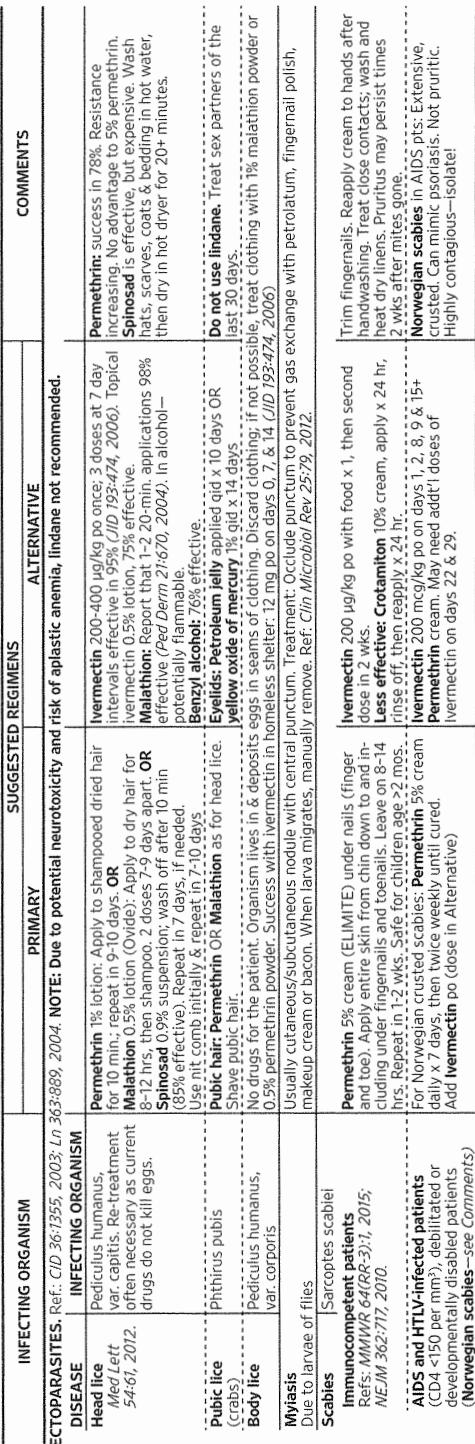 INFECTING ORGANISM
SUGGESTED REGIMENS
PRIMARY
ALTERNATIVE
COMMENTS
ECTOPARASITES. Ref.: CID 36:1355, 2003; Ln 363:889, 2004. NOTE: Due to potential neurotoxicity and risk of aplastic anemia, lindane not recommended.
DISEASE
INFECTING ORGANISM
Head lice
Med Lett
54:61, 2012.
Pediculus humanus,
var. capitis. Re-treatment
often necessary as current
drugs do not kill eggs.
Permethrin 1% lotion: Apply to shampooed dried hair
for 10 min.; repeat in 9-10 days. OR
Malathion 0.5% lotion (Ovide): Apply to dry hair for
8–12 hrs, then shampoo. 2 doses 7-9 days apart. OR
Spinosad 0.9% suspension; wash off after 10 min
(85% effective). Repeat in 7 days, if needed.
Use nit comb initially & repeat in 7-10 days
Ivermectin 200-400 µg/kg po once; 3 doses at 7 day
intervals effective in 95% (JID 193:474, 2006). Topical
ivermectin 0.5% lotion, 75% effective.
Malathion: Report that 1-2 20-min. applications 98%
effective (Ped Derm 21:670, 2004). In alcohol—
potentially flammable.
Benzyl alcohol: 76% effective.
Permethrin: success in 78%. Resistance
increasing. No advantage to 5% permethrin.
Spinosad is effective, but expensive. Wash
hats, scarves, coats & bedding in hot water,
then dry in hot dryer for 20+ minutes.
Pubic lice
(crabs)
Phthirus pubis
Pubic hair: Permethrin OR Malathion as for head lice.
Shave pubic hair.
Eyelids: Petroleum jelly applied qid x 10 days OR
yellow oxide of mercury 1% qid x 14 days
Do not use lindane. Treat sex partners of the
last 30 days.
Body lice
Pediculus humanus,
var. corporis
No drugs for the patient. Organism lives in & deposits eggs in seams of clothing. Discard clothing; if not possible, treat clothing with 1% malathion powder or
0.5% permethrin powder. Success with ivermectin in homeless shelter: 12 mg po on days 0, 7, & 14 (JID 193:474, 2006)
Myiasis
Due to larvae of flies
Usually cutaneous/subcutaneous nodule with central punctum. Treatment: Occlude punctum to prevent gas exchange with petrolatum, fingernail polish,
makeup cream or bacon. When larva migrates, manually remove. Ref: Clin Microbiol Rev 25:79, 2012.
Scabies
Sarcoptes scabiei
Immunocompetent patients
Refs: MMWR 64(RR-3):1, 2015;
NEJM 362:717, 2010.
Permethrin 5% cream (ELIMITE) under nails (finger
and toe). Apply entire skin from chin down to and in-
cluding under fingernails and toenails. Leave on 8–14
hrs. Repeat in 1-2 wks. Safe for children age >2 mos.
Ivermectin 200 µg/kg po with food x 1, then second
dose in 2 wks.
Less effective: Crotamiton 10% cream, apply x 24 hr,
rinse off, then reapply x 24 hr.
Trim fingernails. Reapply cream to hands after
handwashing. Treat close contacts; wash and
heat dry linens. Pruritus may persist times
2 wks after mites gone.
AIDS and HTLV-infected patients
(CD4 <150 per mm³), debilitated or
developmentally disabled patients
(Norwegian scabies—see Comments)
For Norwegian crusted scabies: Permethrin 5% cream
daily x 7 days, then twice weekly until cured.
Add Ivermectin po (dose in Alternative)
Ivermectin 200 mcg/kg po on days 1, 2, 8, 9 & 15+
Permethrin cream. May need addt'l doses of
Ivermectin on days 22 & 29.
Norwegian scabies in AIDS pts: Extensive,
crusted. Can mimic psoriasis. Not pruritic.
Highly contagious—isolate!